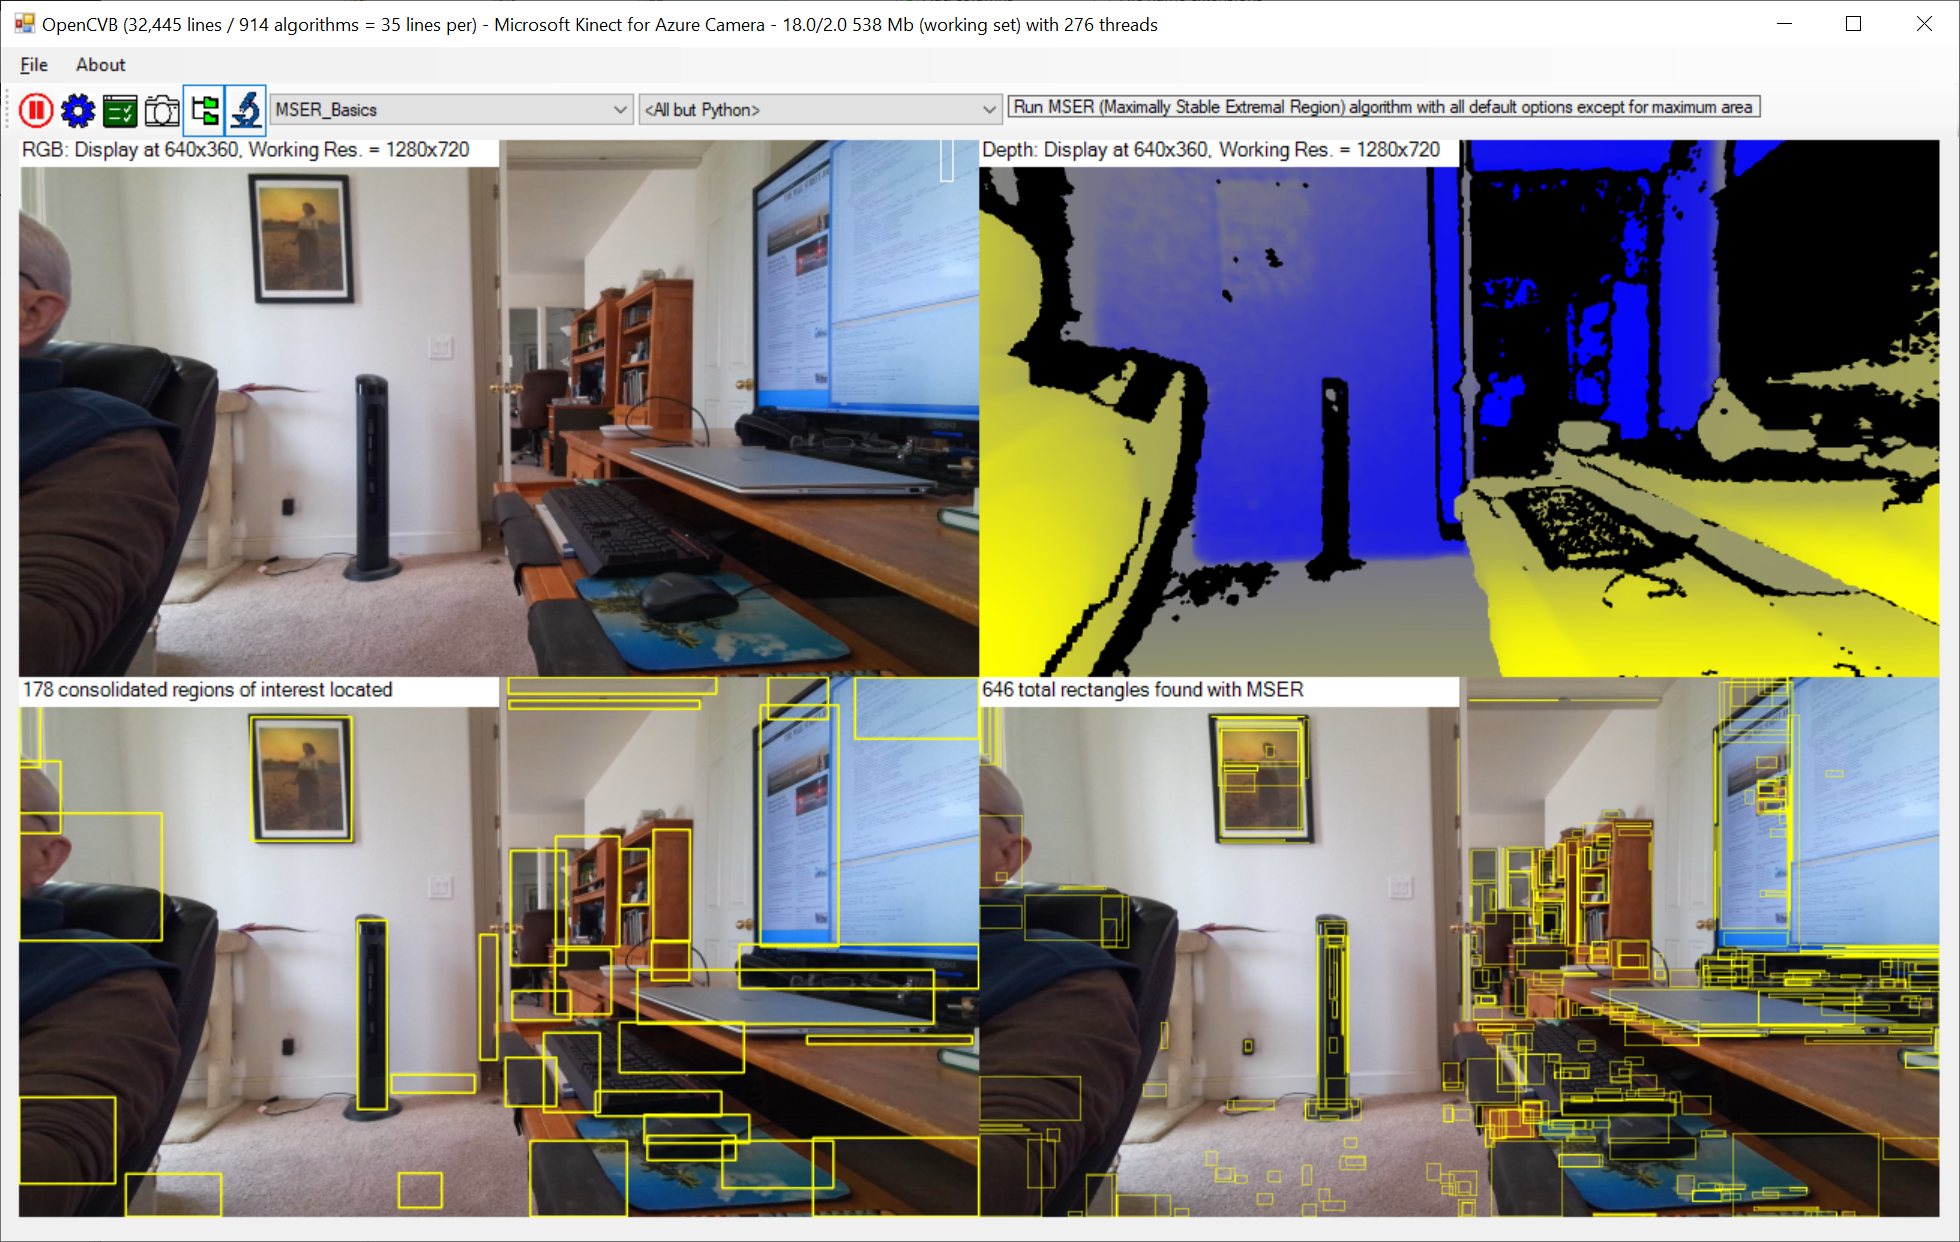 OpenCVB (32,445 lines / 914 algorithms = 35 lines per) - Microsoft Kinect for Azure Camera - 18.0/2.0 538 Mb (working set) with 276 threads
File About
MSER_Basics <All but Python> Run MSER (Maximally Stable Extremal Region) algorithm with all default options except for maximum area
RGB: Display at 640x360, Working Res. = 1280x720
Depth: Display at 640x360, Working Res. = 1280x720
178 consolidated regions of interest located
646 total rectangles found with MSER